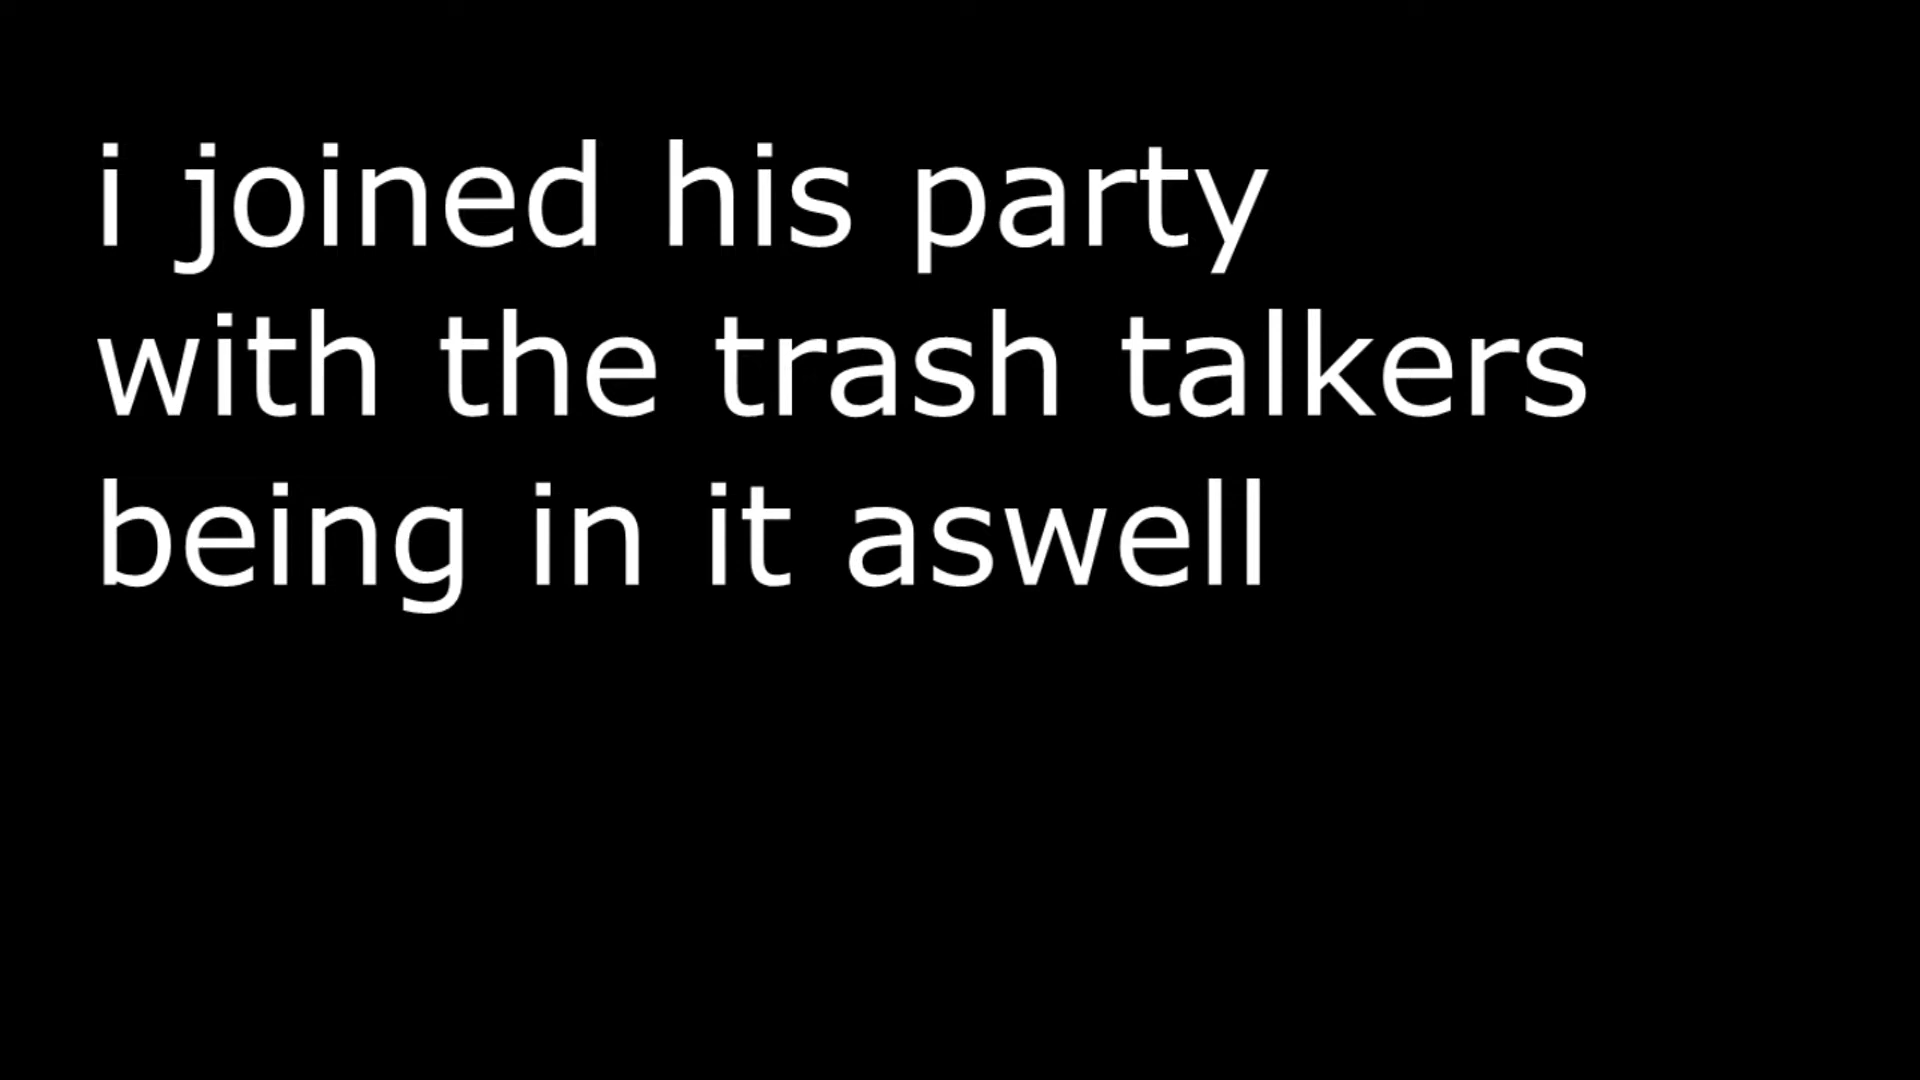 i joined his party
with the trash talkers
being in it aswell